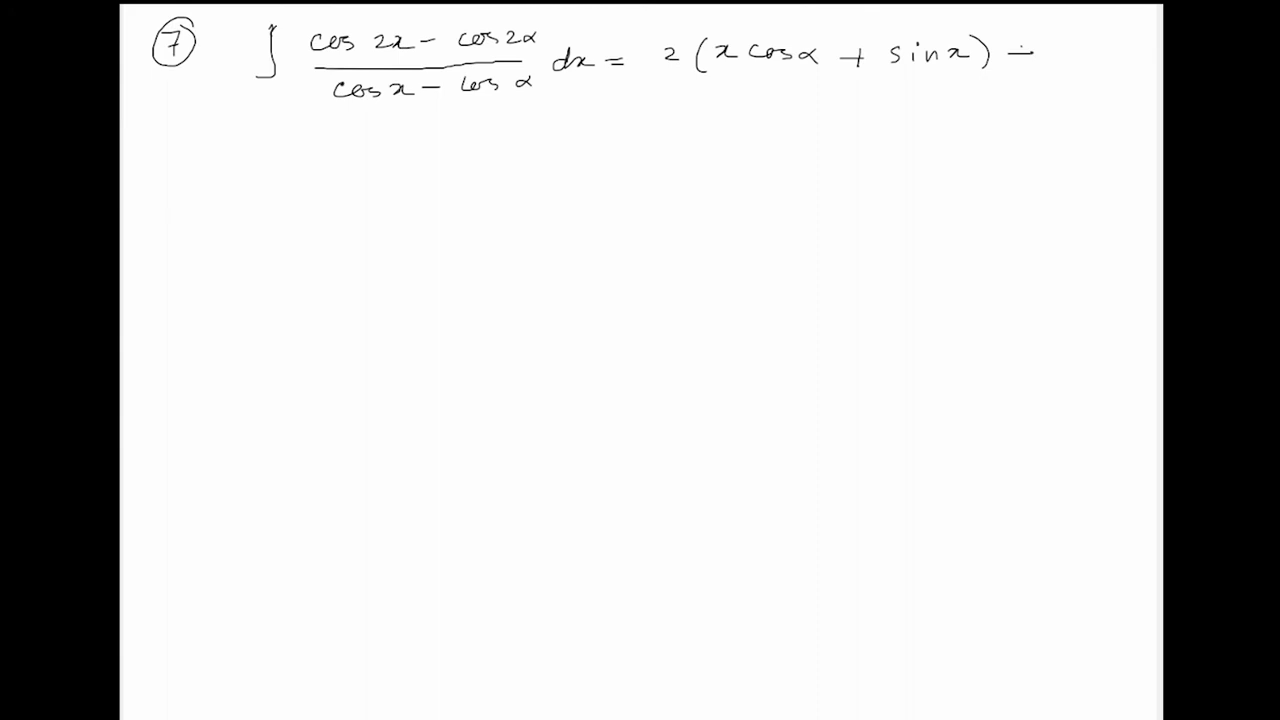 ⑦ ∫ (cos 2x - cos 2α)/(cos x - cos α) dx = 2 (x cos α + sin x) -